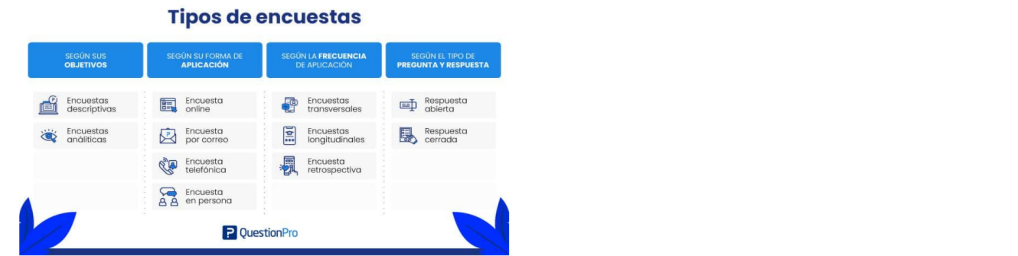 Tipos de encuestas
SEGÚN SUS
OBJETIVOS
SEGÚN SU FORMA DE
APLICACIÓN
SEGÚN LA FRECUENCIA
DE APLICACIÓN
SEGÚN EL TIPO DE
PREGUNTA Y RESPUESTA
Encuestas
descriptivas
Encuestas
análiticas
Encuesta
online
Encuesta
por correo
Encuesta
telefónica
Encuesta
en persona
Encuestas
transversales
Encuestas
longitudinales
Encuesta
retrospectiva
Respuesta
abierta
Respuesta
cerrada
QuestionPro